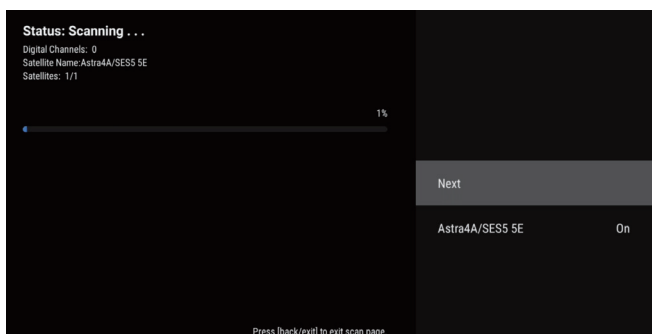 Status: Scanning . . .
Digital Channels: 0
Satellite Name:Astra4A/SES5 5E
Satellites: 1/1
1%
Next
Astra4A/SES5 5E On
Press [back/exit] to exit scan page